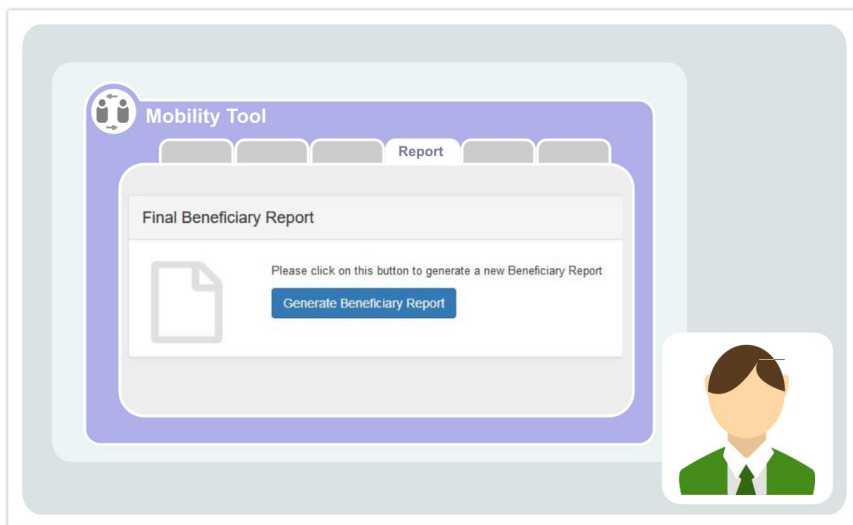 Mobility Tool
Report
Final Beneficiary Report
Please click on this button to generate a new Beneficiary Report
Generate Beneficiary Report